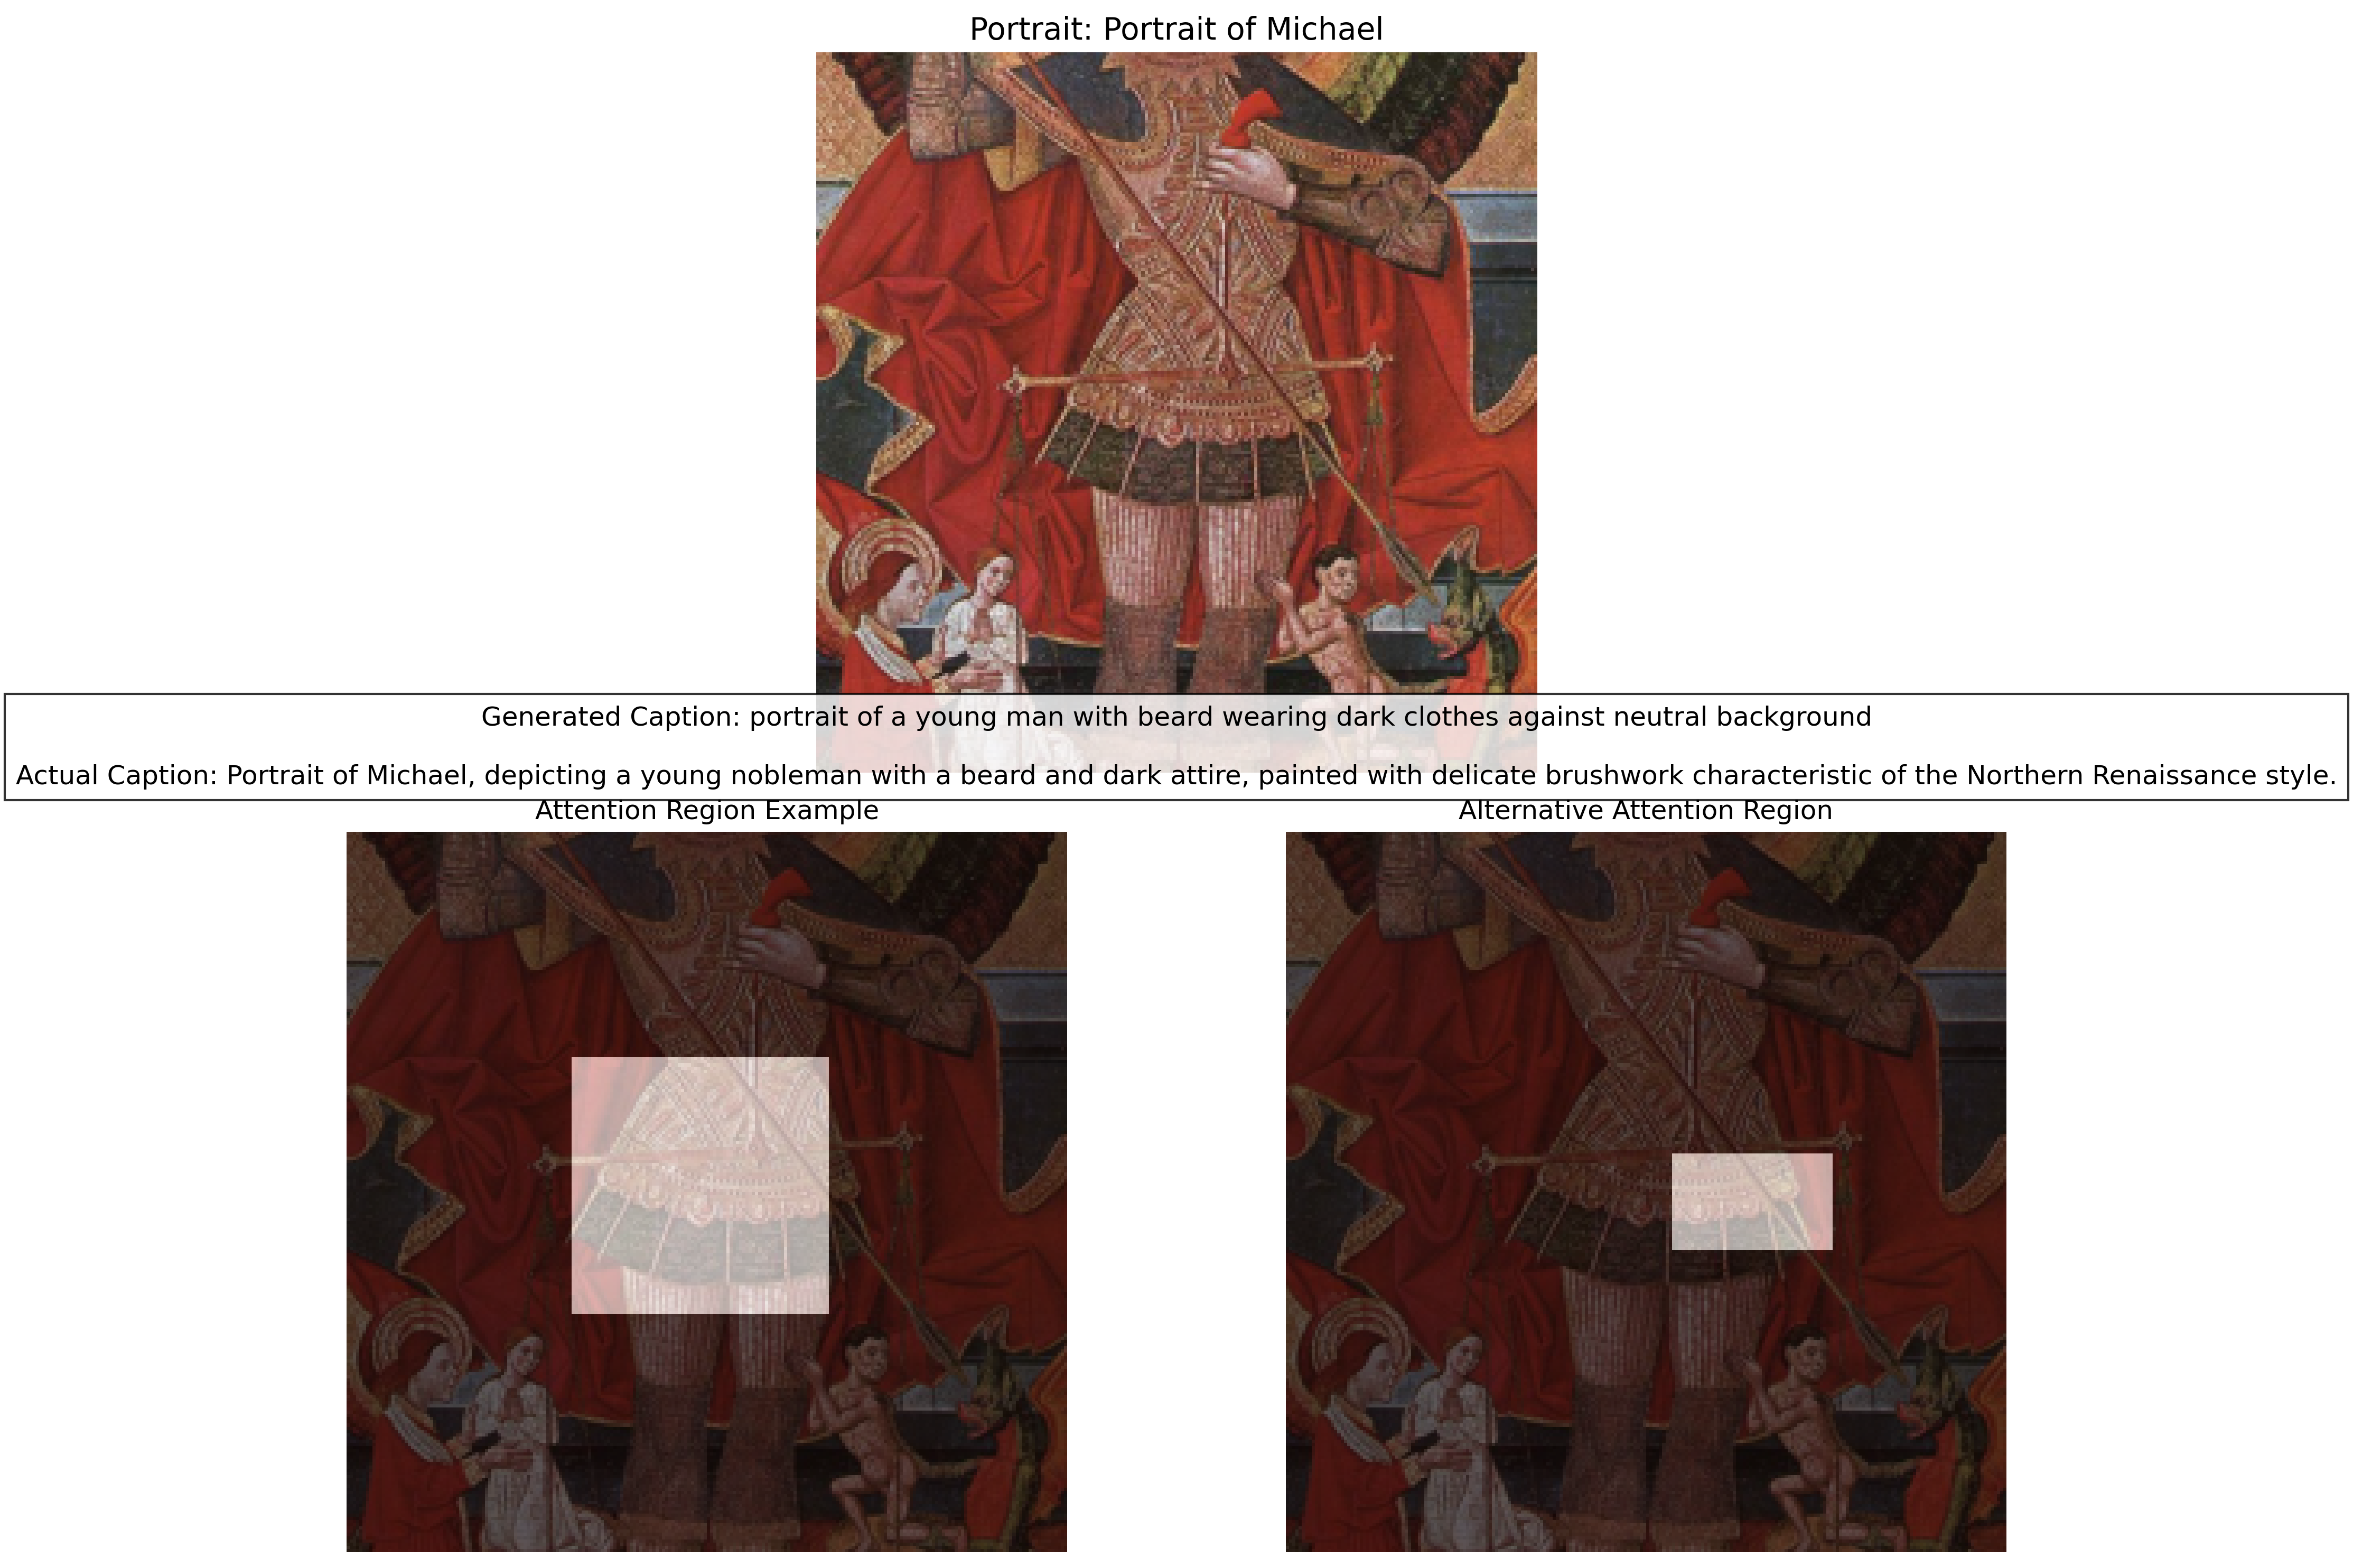 Portrait: Portrait of Michael
Generated Caption: portrait of a young man with beard wearing dark clothes against neutral background
Actual Caption: Portrait of Michael, depicting a young nobleman with a beard and dark attire, painted with delicate brushwork characteristic of the Northern Renaissance style.
Attention Region Example
Alternative Attention Region